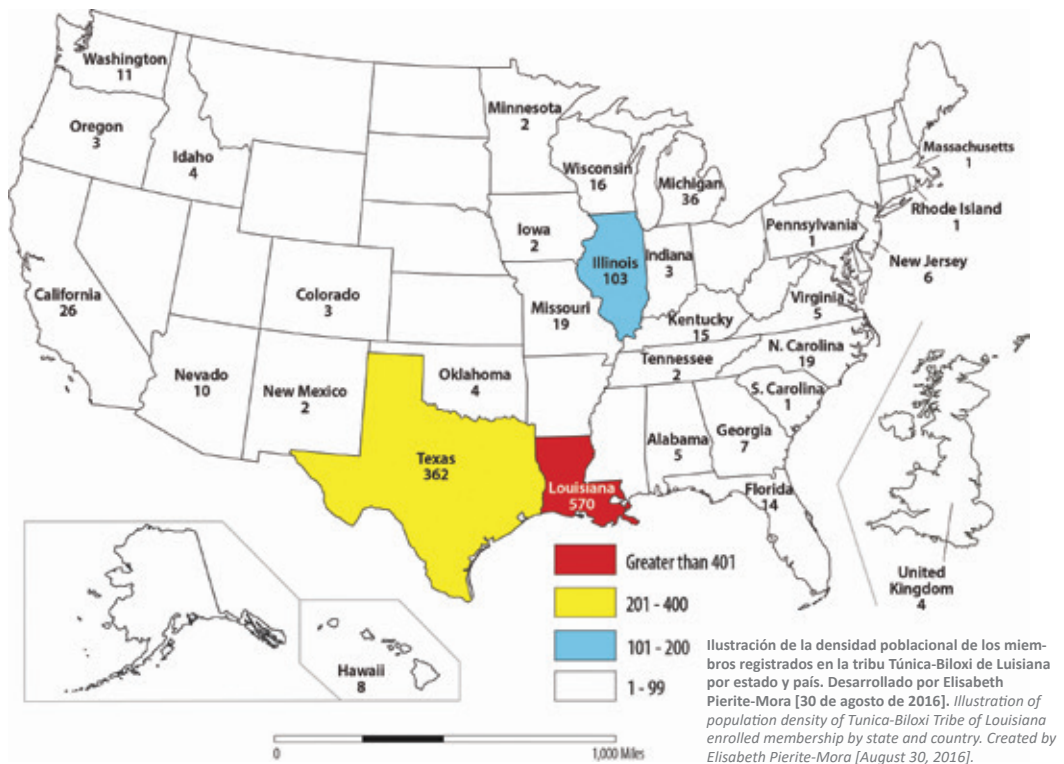 Washington
11
Oregon
3
Idaho
4
Minnesota
2
Wisconsin
16
Michigan
36
Massachusetts
1
Rhode Island
1
Pennsylvania
1
New Jersey
6
Iowa
2
Illinois
103
Indiana
3
California
26
Colorado
3
Missouri
19
Kentucky
15
Virginia
5
N. Carolina
19
Tennessee
2
Nevado
10
New Mexico
2
Oklahoma
4
S. Carolina
1
Georgia
7
Alabama
5
Texas
362
Louisiana
570
Florida
14
United
Kingdom
4
Hawaii
8
Greater than 401
201 - 400
101 - 200
1 - 99
0 1,000 Miles
Ilustración de la densidad poblacional de los miem-
bros registrados en la tribu Túnica-Biloxi de Luisiana
por estado y país. Desarrollado por Elisabeth
Pierite-Mora [30 de agosto de 2016]. Illustration of
population density of Tunica-Biloxi Tribe of Louisiana
enrolled membership by state and country. Created by
Elisabeth Pierite-Mora [August 30, 2016].